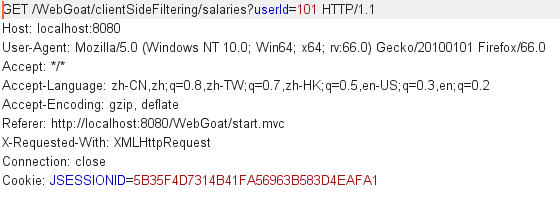 GET /WebGoat/clientSideFiltering/salaries?userId=101 HTTP/1.1
Host: localhost:8080
User-Agent: Mozilla/5.0 (Windows NT 10.0; Win64; x64; rv:66.0) Gecko/20100101 Firefox/66.0
Accept: */*
Accept-Language: zh-CN,zh;q=0.8,zh-TW;q=0.7,zh-HK;q=0.5,en-US;q=0.3,en;q=0.2
Accept-Encoding: gzip, deflate
Referer: http://localhost:8080/WebGoat/start.mvc
X-Requested-With: XMLHttpRequest
Connection: close
Cookie: JSESSIONID=5B35F4D7314B41FA56963B583D4EAFA1